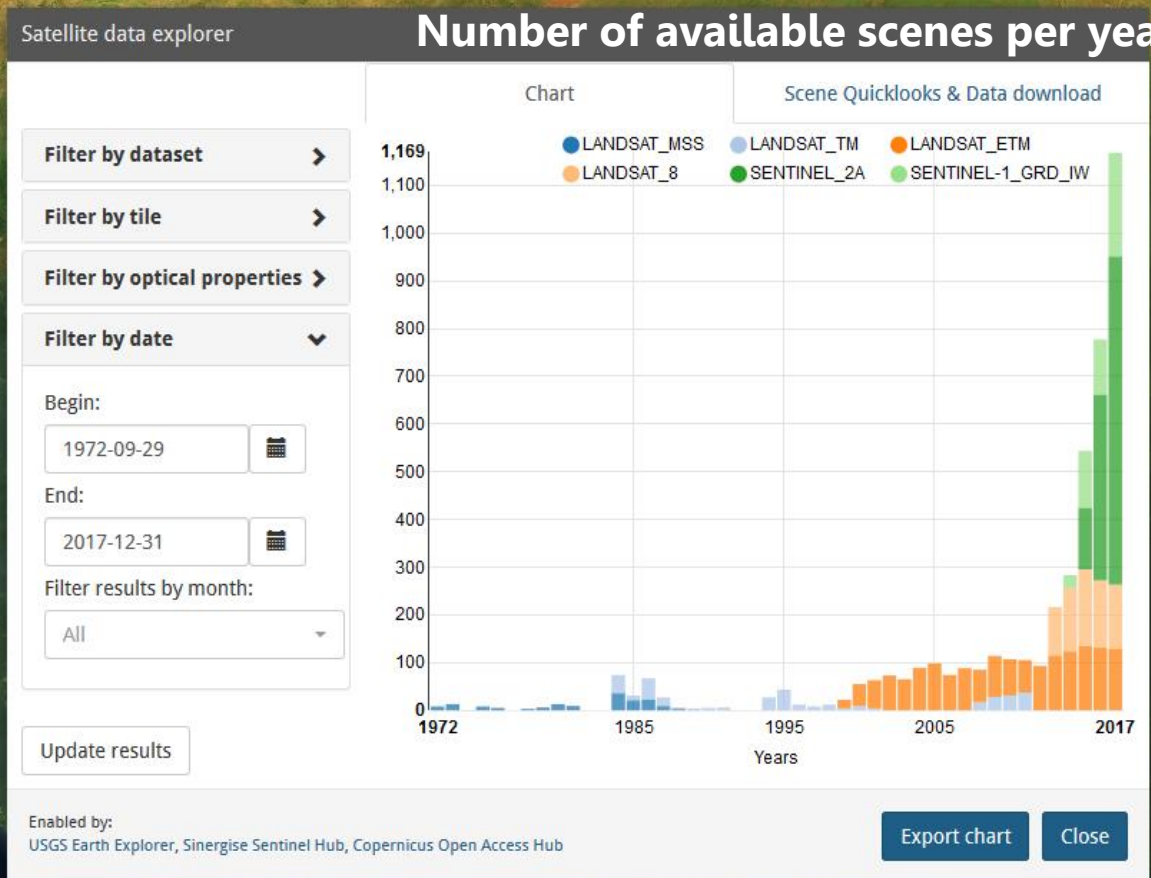 Satellite data explorer
Number of available scenes per yea
Chart
Scene Quicklooks & Data download
Filter by dataset
Filter by tile
Filter by optical properties
Filter by date
Begin:
1972-09-29
End:
2017-12-31
Filter results by month:
All
Update results
LANDSAT_MSS LANDSAT_TM LANDSAT_ETM
LANDSAT_8 SENTINEL_2A SENTINEL-1_GRD_IW
1,169
1,100
1,000
900
800
700
600
500
400
300
200
100
0
1972 1985 1995 2005 2017
Years
Enabled by:
USGS Earth Explorer, Sinergise Sentinel Hub, Copernicus Open Access Hub
Export chart
Close